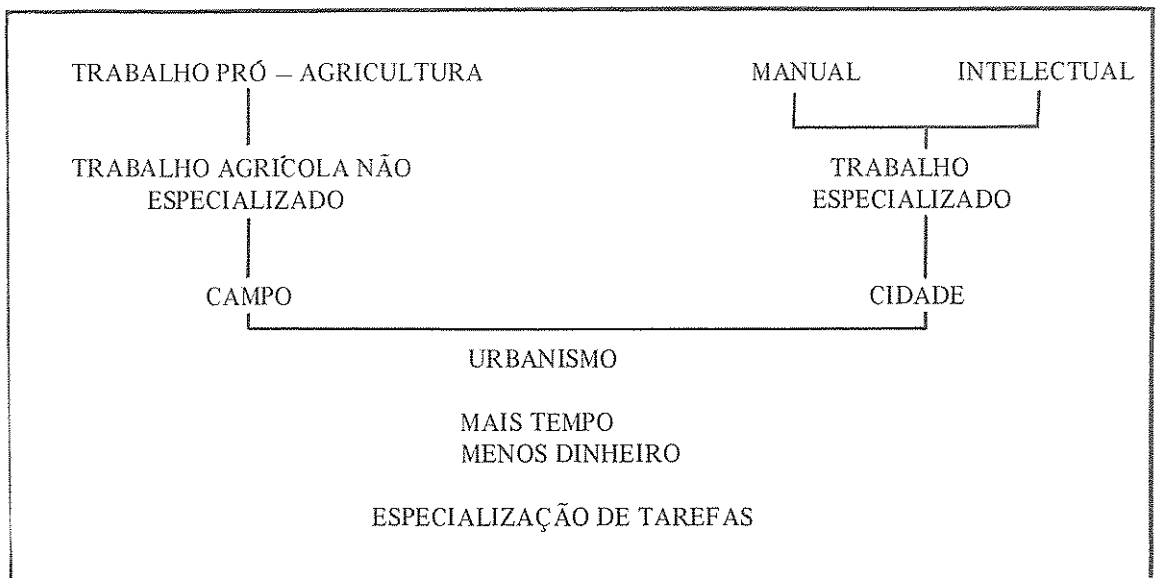 TRABALHO PRÓ – AGRICULTURA
MANUAL INTELECTUAL
TRABALHO AGRÍCOLA NÃO
ESPECIALIZADO
TRABALHO
ESPECIALIZADO
CAMPO
CIDADE
URBANISMO
MAIS TEMPO
MENOS DINHEIRO
ESPECIALIZAÇÃO DE TAREFAS